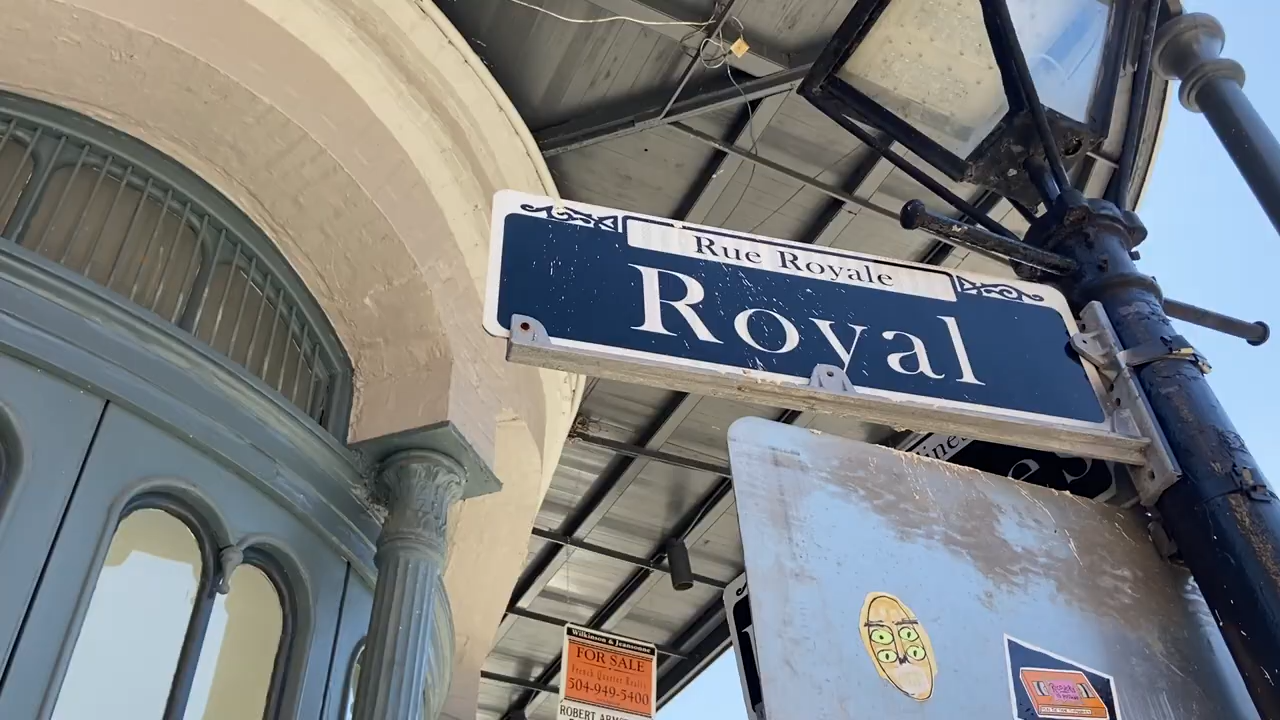 Rue Royale
Royal
Wilkinson & Jeansonne
FOR SALE
French Quarter Realty
504-949-5400
ROBERT